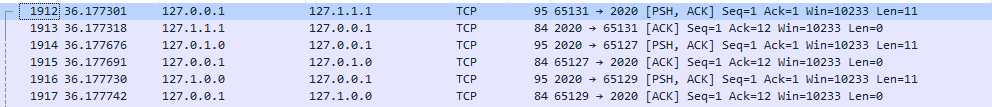 1912 36.177301 127.0.0.1 127.1.1.1 TCP 95 65131 → 2020 [PSH, ACK] Seq=1 Ack=1 Win=10233 Len=11
1913 36.177318 127.1.1.1 127.0.0.1 TCP 84 2020 → 65131 [ACK] Seq=1 Ack=12 Win=10233 Len=0
1914 36.177676 127.0.1.0 127.0.0.1 TCP 95 2020 → 65127 [PSH, ACK] Seq=1 Ack=1 Win=10233 Len=11
1915 36.177691 127.0.0.1 127.0.1.0 TCP 84 65127 → 2020 [ACK] Seq=1 Ack=12 Win=10233 Len=0
1916 36.177730 127.1.0.0 127.0.0.1 TCP 95 2020 → 65129 [PSH, ACK] Seq=1 Ack=1 Win=10233 Len=11
1917 36.177742 127.0.0.1 127.1.0.0 TCP 84 65129 → 2020 [ACK] Seq=1 Ack=12 Win=10233 Len=0